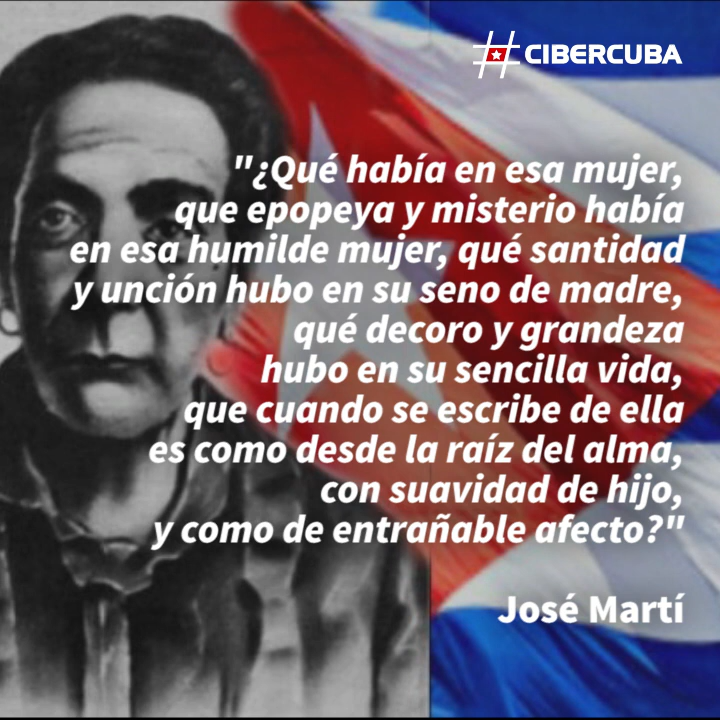 #CIBERCUBA
"¿Qué había en esa mujer,
que epopeya y misterio había
en esa humilde mujer, qué santidad
y unción hubo en su seno de madre,
qué decoro y grandeza
hubo en su sencilla vida,
que cuando se escribe de ella
es como desde la raíz del alma,
con suavidad de hijo,
y como de entrañable afecto?"
José Martí